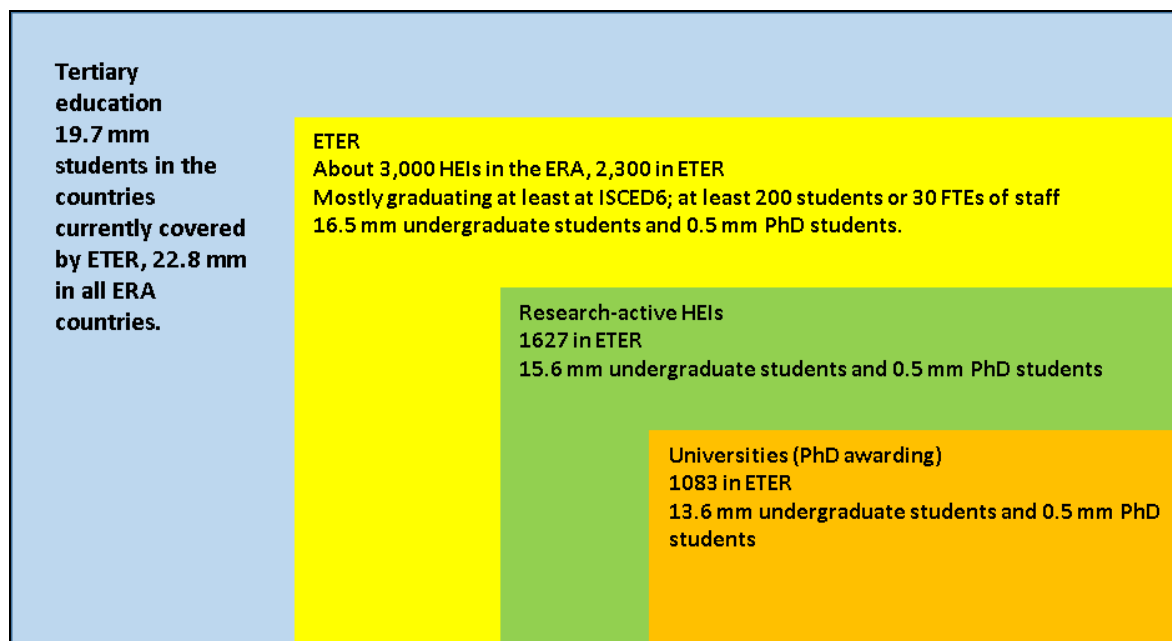 Tertiary
education
19.7 mm
students in the
countries
currently covered
by ETER, 22.8 mm
in all ERA
countries.
ETER
About 3,000 HEIs in the ERA, 2,300 in ETER
Mostly graduating at least at ISCED6; at least 200 students or 30 FTEs of staff
16.5 mm undergraduate students and 0.5 mm PhD students.
Research-active HEIs
1627 in ETER
15.6 mm undergraduate students and 0.5 mm PhD students
Universities (PhD awarding)
1083 in ETER
13.6 mm undergraduate students and 0.5 mm PhD
students